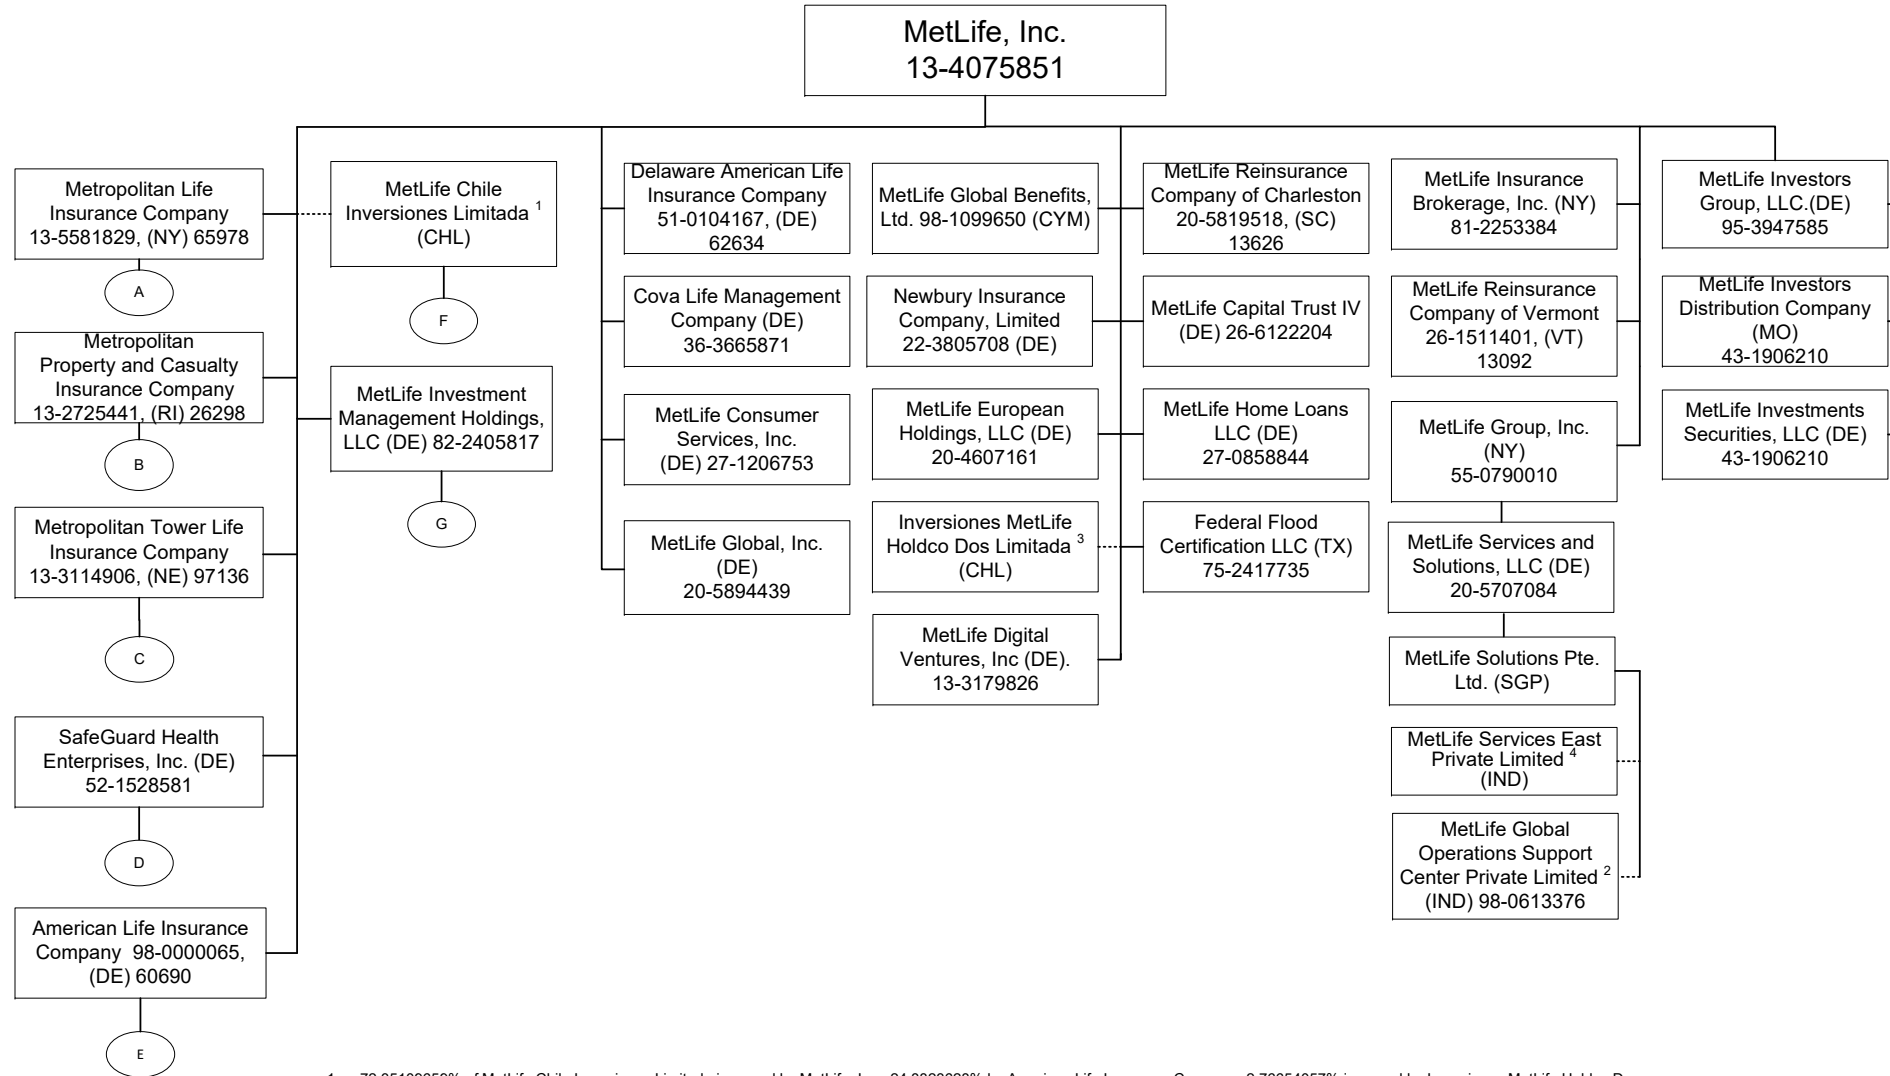 MetLife, Inc.
13-4075851
Metropolitan Life
Insurance Company
13-5581829, (NY) 65978
A
Metropolitan
Property and Casualty
Insurance Company
13-2725441, (RI) 26298
B
Metropolitan Tower Life
Insurance Company
13-3114906, (NE) 97136
C
SafeGuard Health
Enterprises, Inc. (DE)
52-1528581
D
American Life Insurance
Company 98-0000065,
(DE) 60690
E
MetLife Chile
Inversiones Limitada 1
(CHL)
F
MetLife Investment
Management Holdings,
LLC (DE) 82-2405817
G
Delaware American Life
Insurance Company
51-0104167, (DE)
62634
Cova Life Management
Company (DE)
36-3665871
MetLife Consumer
Services, Inc.
(DE) 27-1206753
MetLife Global, Inc.
(DE)
20-5894439
MetLife Global Benefits,
Ltd. 98-1099650 (CYM)
Newbury Insurance
Company, Limited
22-3805708 (DE)
MetLife European
Holdings, LLC (DE)
20-4607161
Inversiones MetLife
Holdco Dos Limitada 3
(CHL)
MetLife Digital
Ventures, Inc (DE).
13-3179826
MetLife Reinsurance
Company of Charleston
20-5819518, (SC)
13626
MetLife Capital Trust IV
(DE) 26-6122204
MetLife Home Loans
LLC (DE)
27-0858844
Federal Flood
Certification LLC (TX)
75-2417735
MetLife Insurance
Brokerage, Inc. (NY)
81-2253384
MetLife Reinsurance
Company of Vermont
26-1511401, (VT)
13092
MetLife Group, Inc.
(NY)
55-0790010
MetLife Services and
Solutions, LLC (DE)
20-5707084
MetLife Solutions Pte.
Ltd. (SGP)
MetLife Services East
Private Limited 4
(IND)
MetLife Global
Operations Support
Center Private Limited 2
(IND) 98-0613376
MetLife Investors
Group, LLC.(DE)
95-3947585
MetLife Investors
Distribution Company
(MO)
43-1906210
MetLife Investments
Securities, LLC (DE)
43-1906210